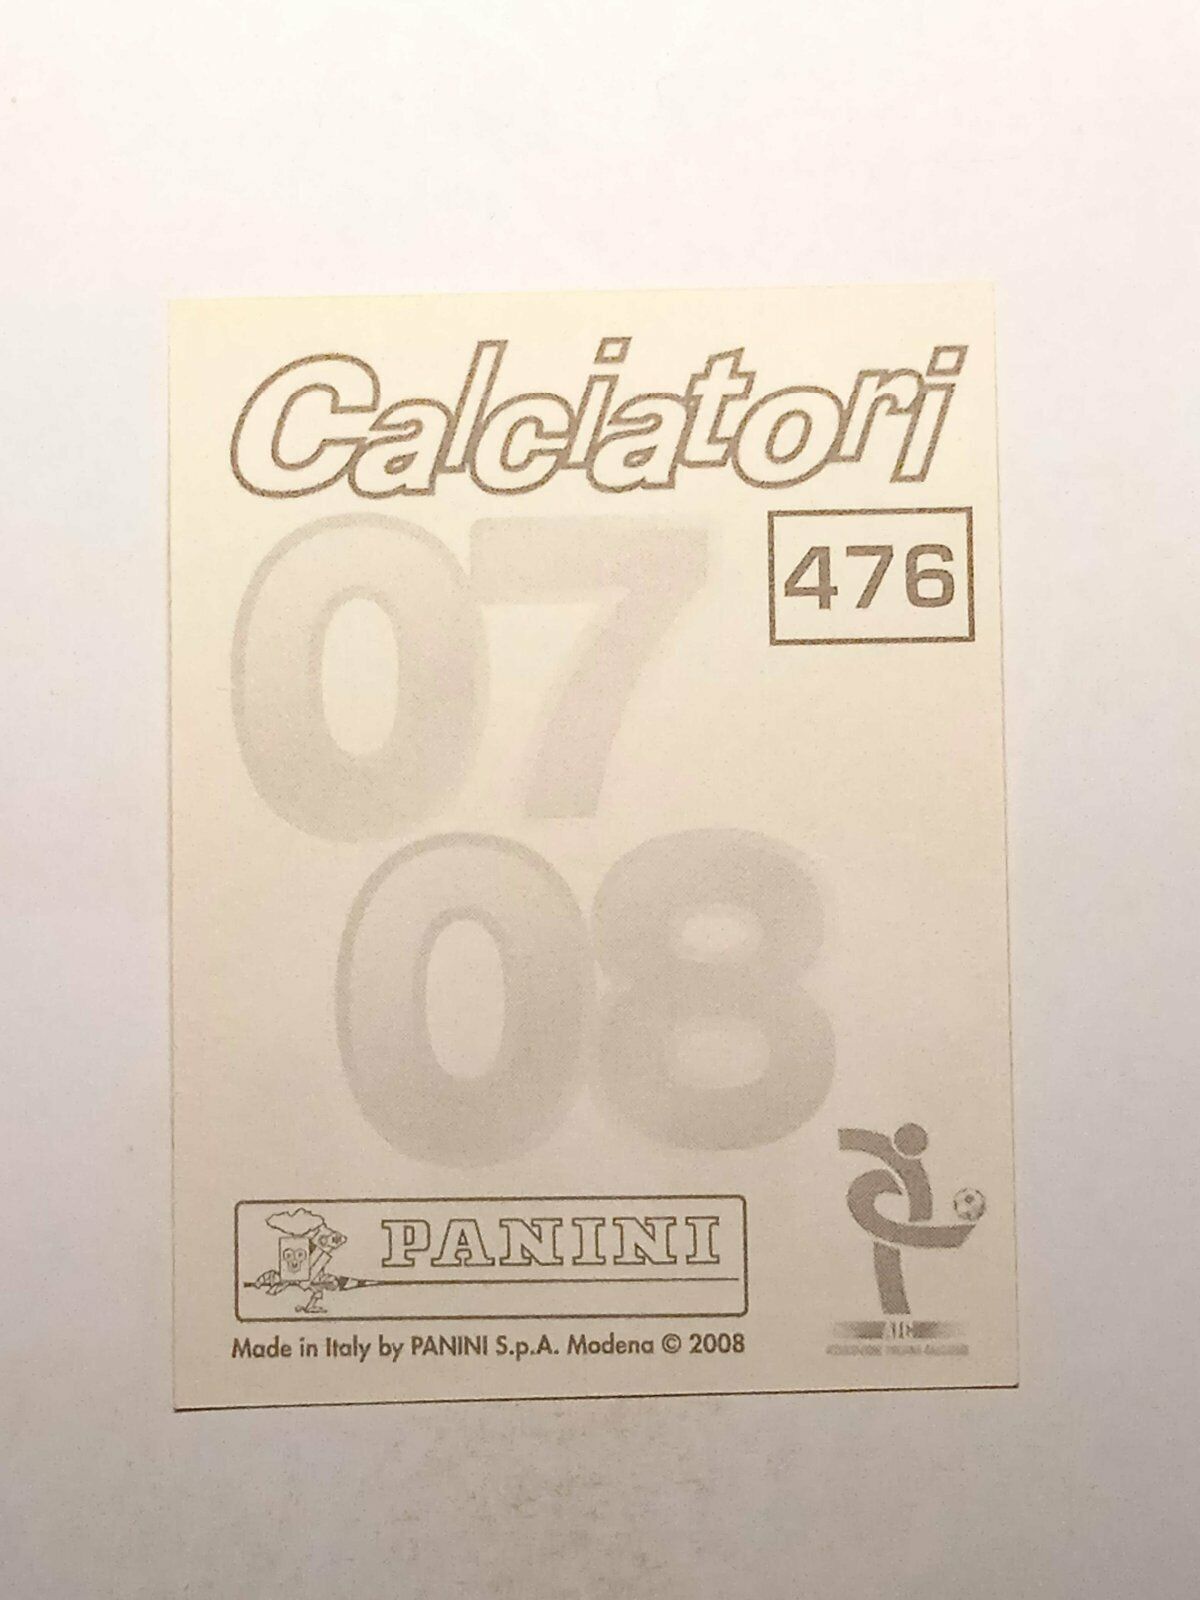 Calciatori
476
07
08
PANINI
Made in Italy by PANINI S.p.A. Modena © 2008